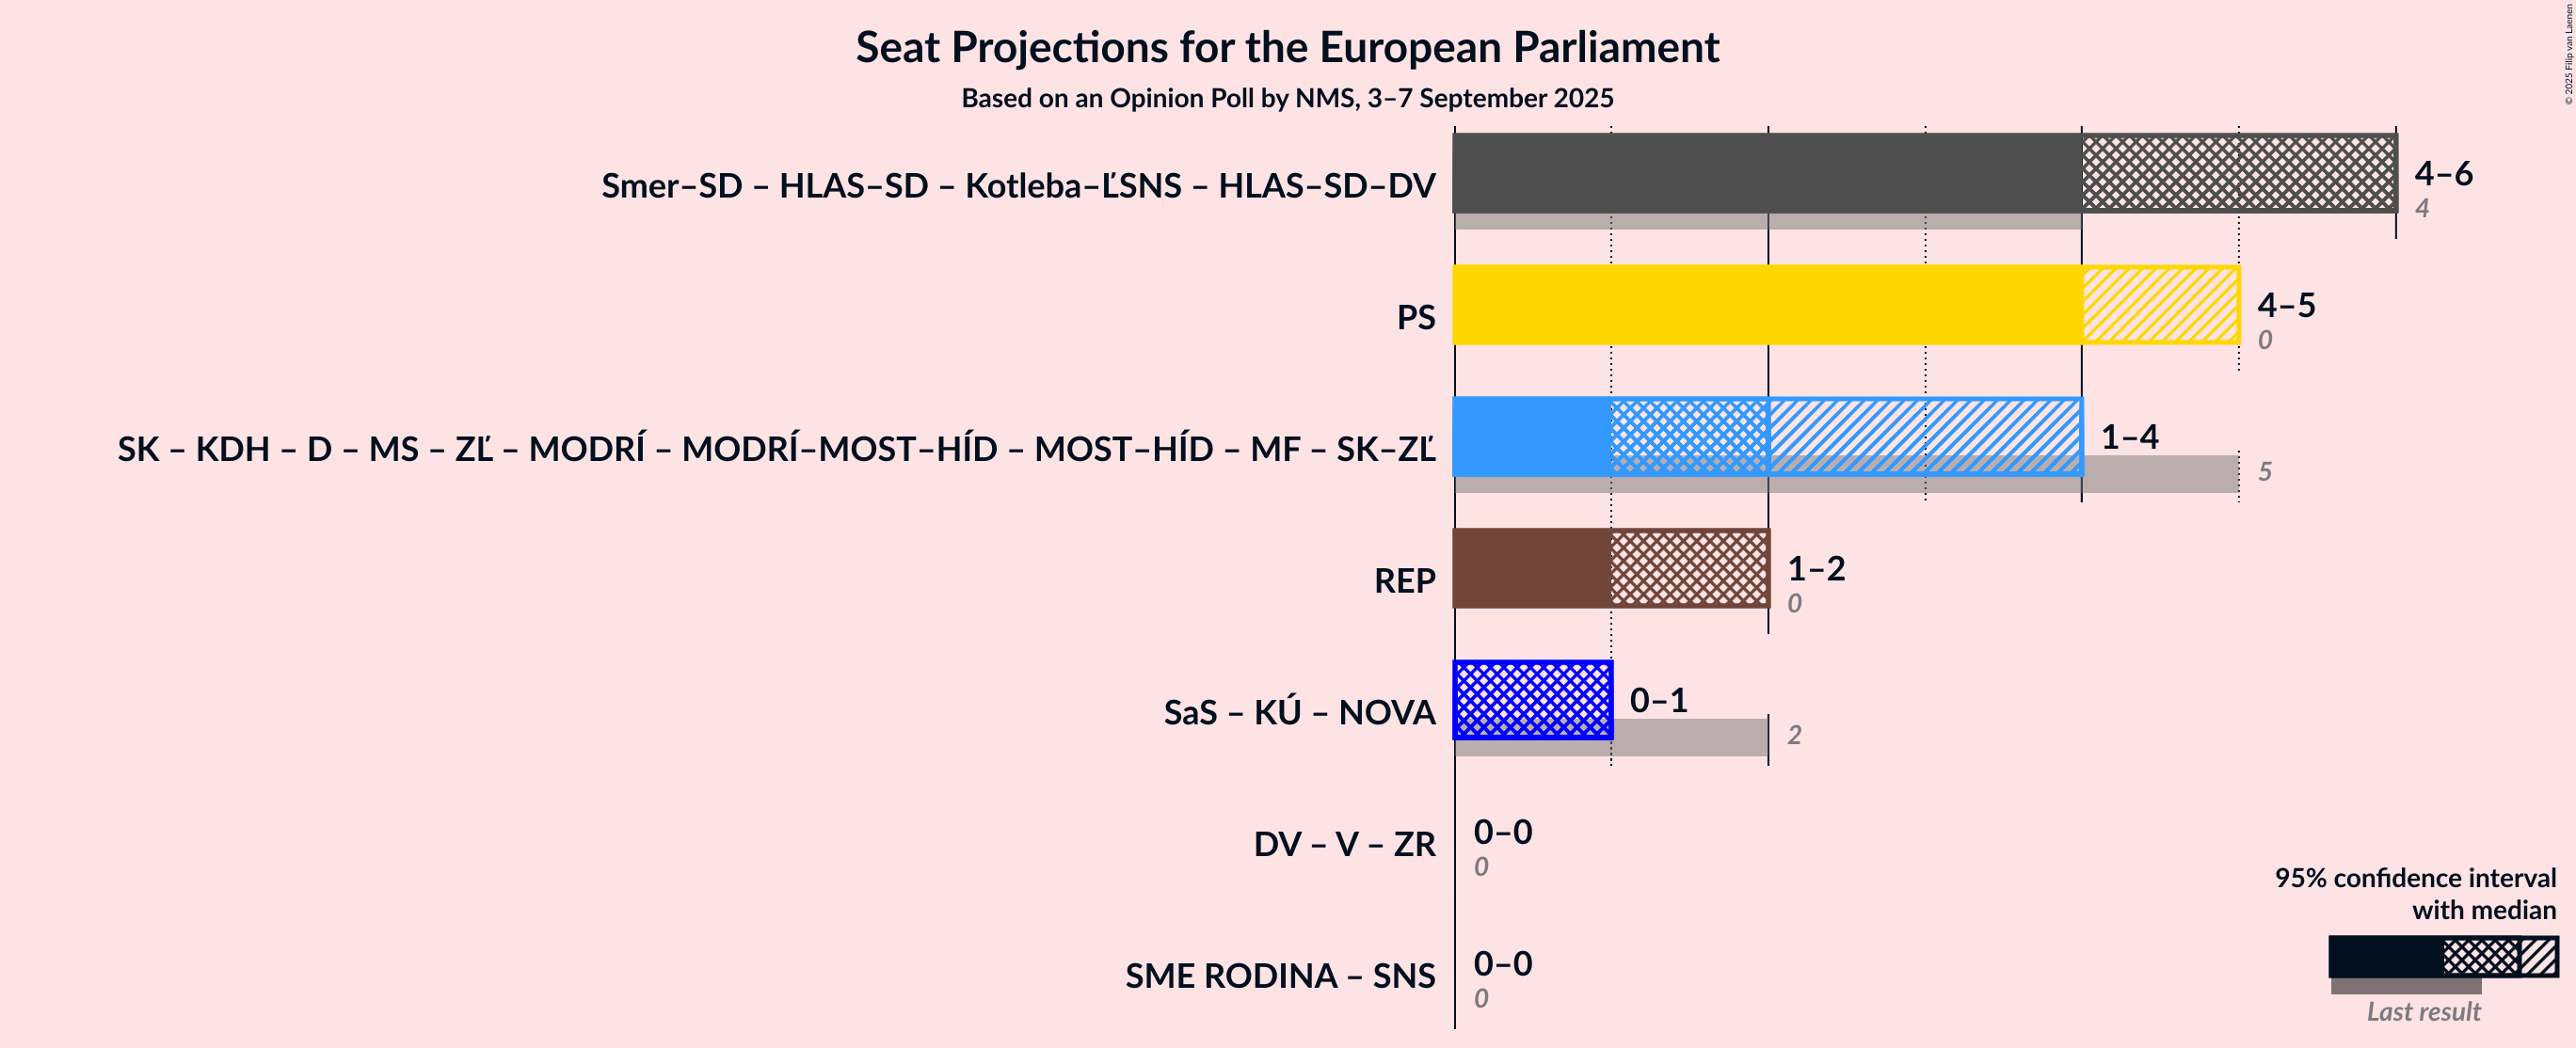 Seat Projections for the European Parliament
Based on an Opinion Poll by NMS, 3–7 September 2025
© 2025 Filip van Laenen
Smer–SD – HLAS–SD – Kotleba–ĽSNS – HLAS–SD–DV
4–6
4
PS
4–5
0
SK – KDH – D – MS – ZĽ – MODRÍ – MODRÍ–MOST–HÍD – MOST–HÍD – MF – SK–ZĽ
1–4
5
REP
1–2
0
SaS – KÚ – NOVA
0–1
2
DV – V – ZR
0–0
0
SME RODINA – SNS
0–0
0
95% confidence interval
with median
Last result